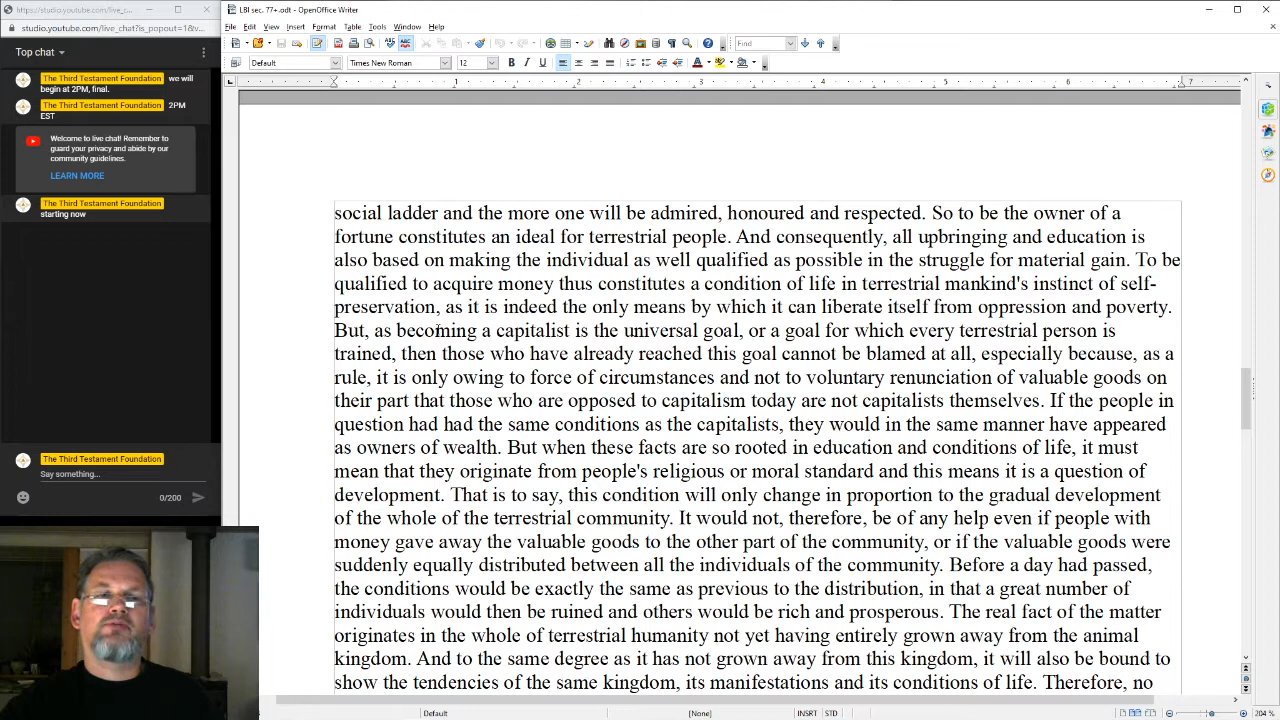 https://studio.youtube.com/live_chat?is_popout=1&v...
studio.youtube.com/live_chat?is_popout=1&v...
Top chat
The Third Testament Foundation we will
begin at 2PM, final.
The Third Testament Foundation 2PM
EST
Welcome to live chat! Remember to
guard your privacy and abide by our
community guidelines.
LEARN MORE
The Third Testament Foundation
starting now
The Third Testament Foundation
Say something...
0/200
LBI sec. 77+.odt - OpenOffice Writer
File Edit View Insert Format Table Tools Window Help
Find
Default Times New Roman 12
1 2 3 4 5 6 7
social ladder and the more one will be admired, honoured and respected. So to be the owner of a
fortune constitutes an ideal for terrestrial people. And consequently, all upbringing and education is
also based on making the individual as well qualified as possible in the struggle for material gain. To be
qualified to acquire money thus constitutes a condition of life in terrestrial mankind's instinct of self-
preservation, as it is indeed the only means by which it can liberate itself from oppression and poverty.
But, as becoming a capitalist is the universal goal, or a goal for which every terrestrial person is
trained, then those who have already reached this goal cannot be blamed at all, especially because, as a
rule, it is only owing to force of circumstances and not to voluntary renunciation of valuable goods on
their part that those who are opposed to capitalism today are not capitalists themselves. If the people in
question had had the same conditions as the capitalists, they would in the same manner have appeared
as owners of wealth. But when these facts are so rooted in education and conditions of life, it must
mean that they originate from people's religious or moral standard and this means it is a question of
development. That is to say, this condition will only change in proportion to the gradual development
of the whole of the terrestrial community. It would not, therefore, be of any help even if people with
money gave away the valuable goods to the other part of the community, or if the valuable goods were
suddenly equally distributed between all the individuals of the community. Before a day had passed,
the conditions would be exactly the same as previous to the distribution, in that a great number of
individuals would then be ruined and others would be rich and prosperous. The real fact of the matter
originates in the whole of terrestrial humanity not yet having entirely grown away from the animal
kingdom. And to the same degree as it has not grown away from this kingdom, it will also be bound to
show the tendencies of the same kingdom, its manifestations and its conditions of life. Therefore, no
Default [None] INSRT STD 204 %